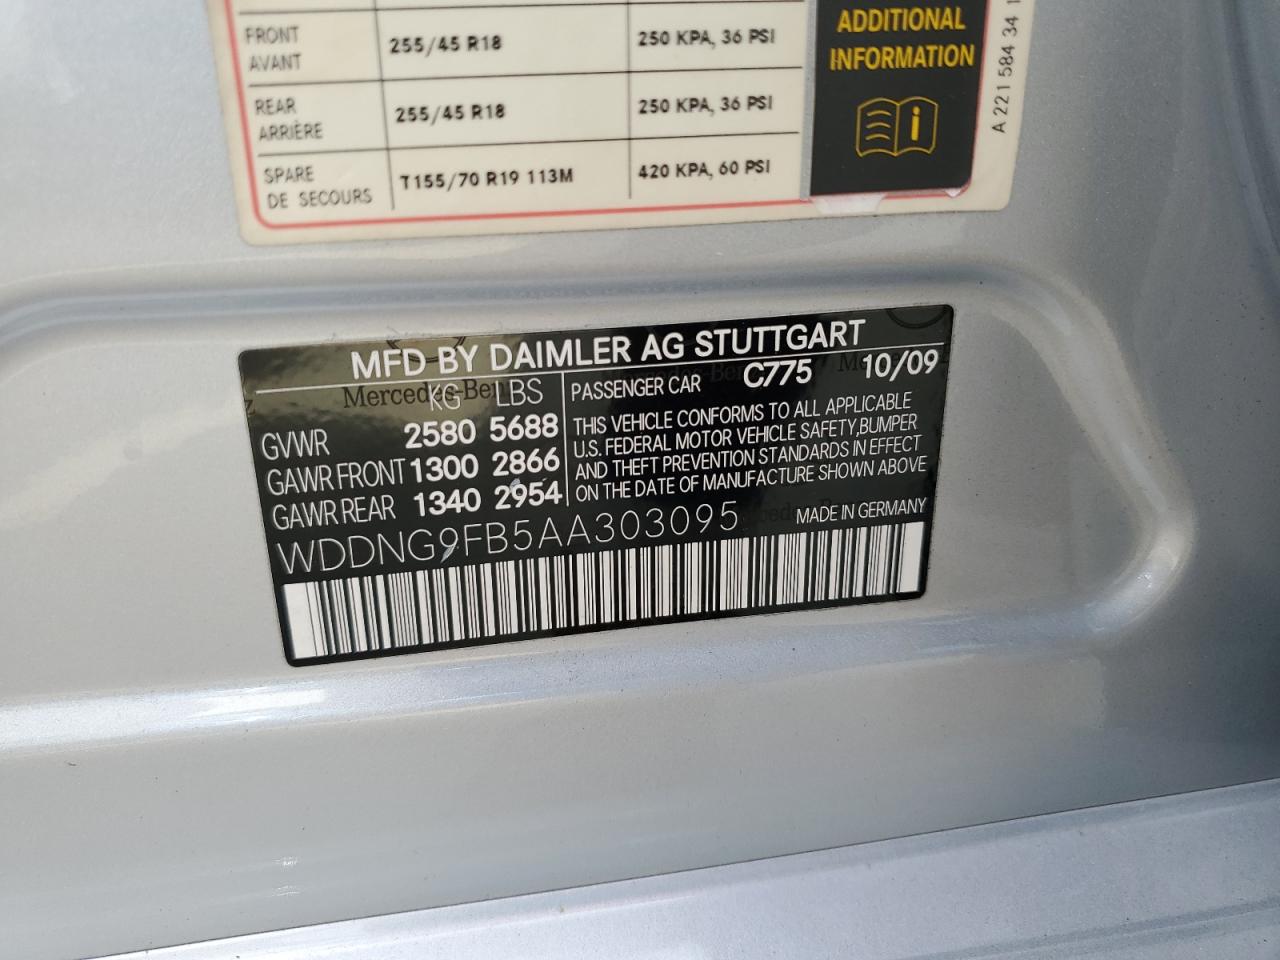 FRONT
AVANT
255/45 R18
250 KPA, 36 PSI
REAR
ARRIÈRE
255/45 R18
250 KPA, 36 PSI
SPARE
DE SECOURS
T155/70 R19 113M
420 KPA, 60 PSI
ADDITIONAL
INFORMATION
A 221 584 34 1
MFD BY DAIMLER AG STUTTGART
Mercedes-Benz
KG LBS
GVWR 2580 5688
GAWR FRONT 1300 2866
GAWR REAR 1340 2954
PASSENGER CAR C775 10/09
THIS VEHICLE CONFORMS TO ALL APPLICABLE
U.S. FEDERAL MOTOR VEHICLE SAFETY,BUMPER
AND THEFT PREVENTION STANDARDS IN EFFECT
ON THE DATE OF MANUFACTURE SHOWN ABOVE
WDDNG9FB5AA303095
MADE IN GERMANY